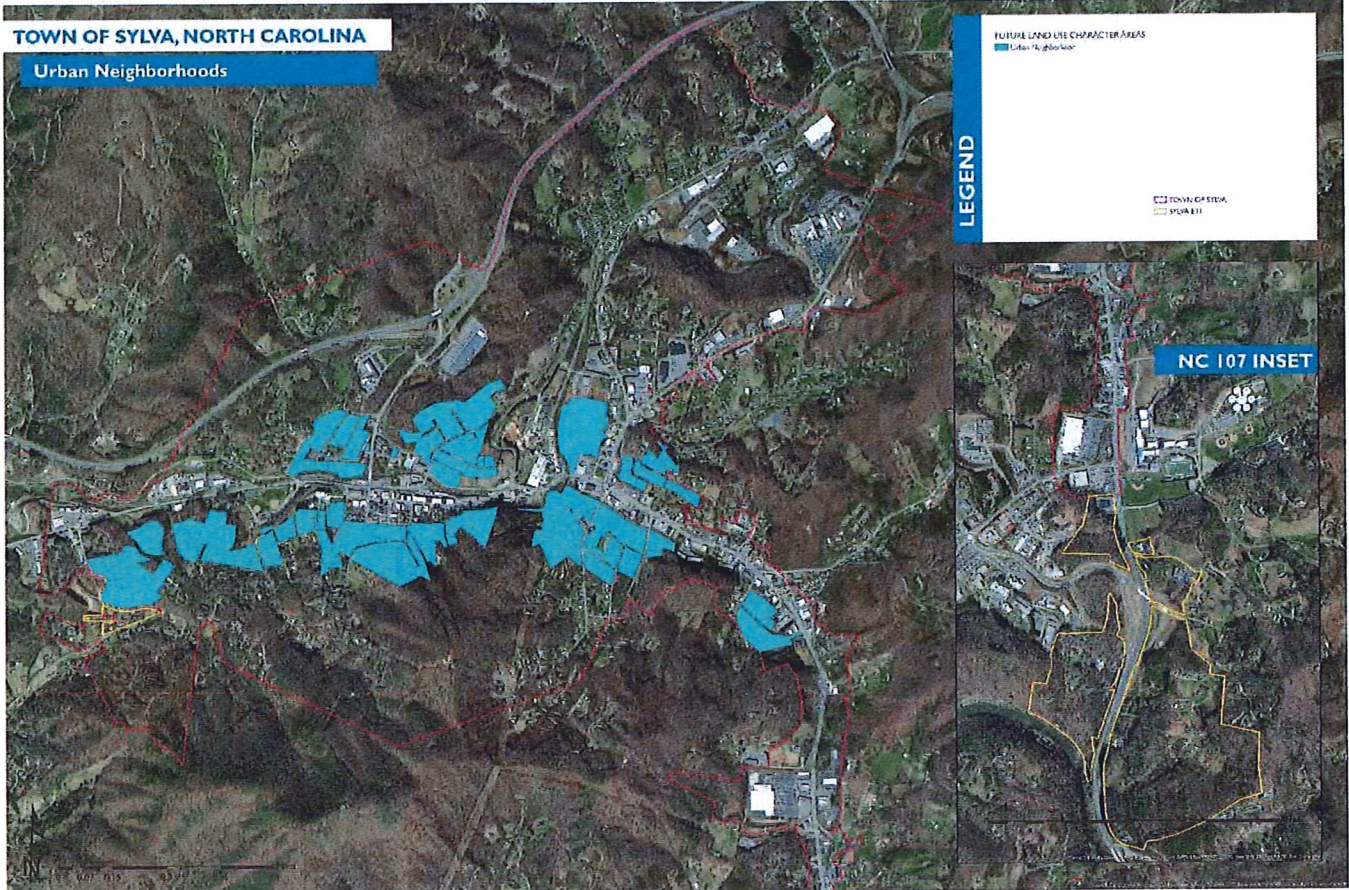 TOWN OF SYLVA, NORTH CAROLINA
Urban Neighborhoods
LEGEND
FUTURE LAND USE CHARACTER AREAS
Urban Neighborhood
TOWN OF SYLVA
SYLVA ETJ
NC 107 INSET
N